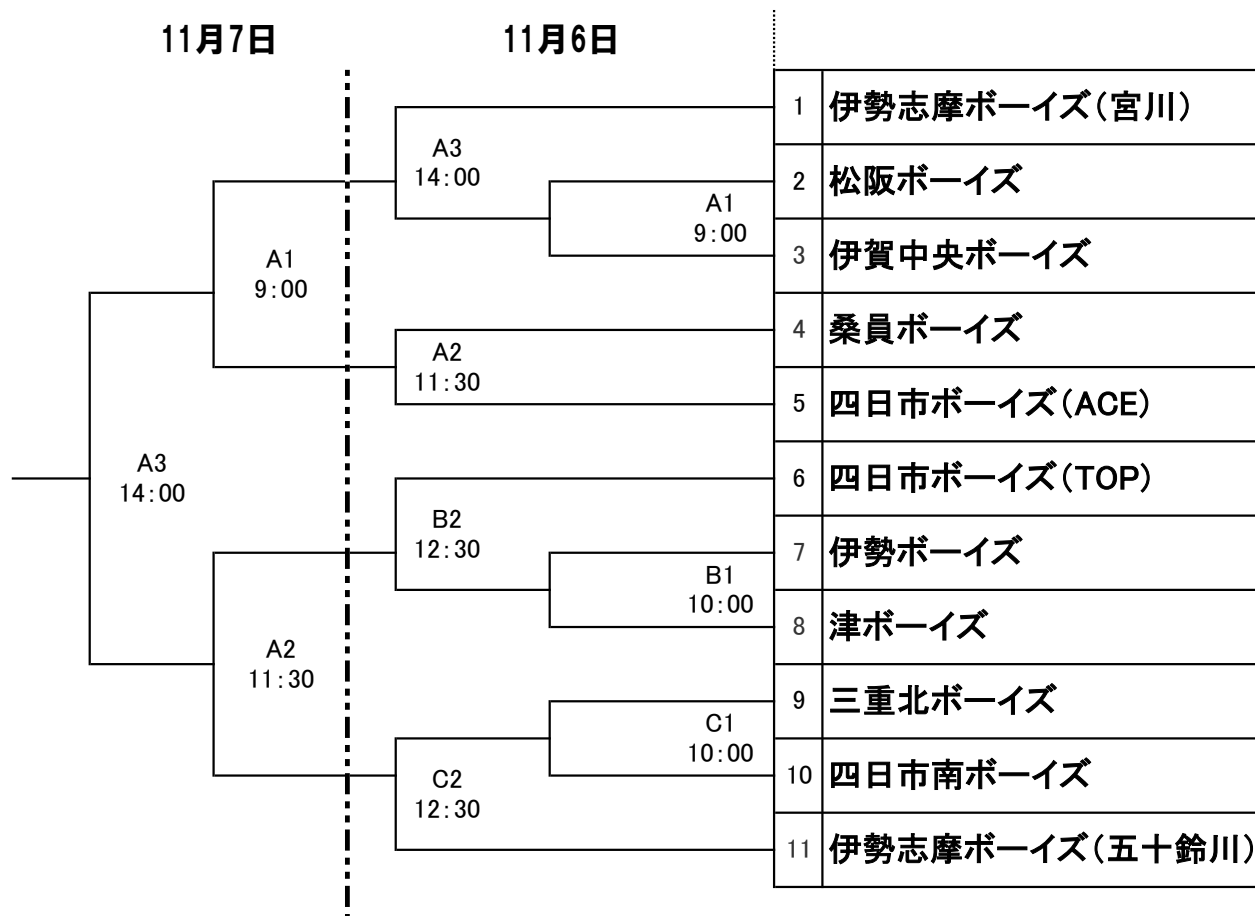 11月7日
11月6日
1 伊勢志摩ボーイズ(宮川)
A3
14:00
2 松阪ボーイズ
A1
9:00
3 伊賀中央ボーイズ
A1
9:00
4 桑員ボーイズ
A2
11:30
5 四日市ボーイズ(ACE)
A3
14:00
6 四日市ボーイズ(TOP)
B2
12:30
7 伊勢ボーイズ
B1
10:00
8 津ボーイズ
A2
11:30
9 三重北ボーイズ
C1
10:00
10 四日市南ボーイズ
C2
12:30
11 伊勢志摩ボーイズ(五十鈴川)